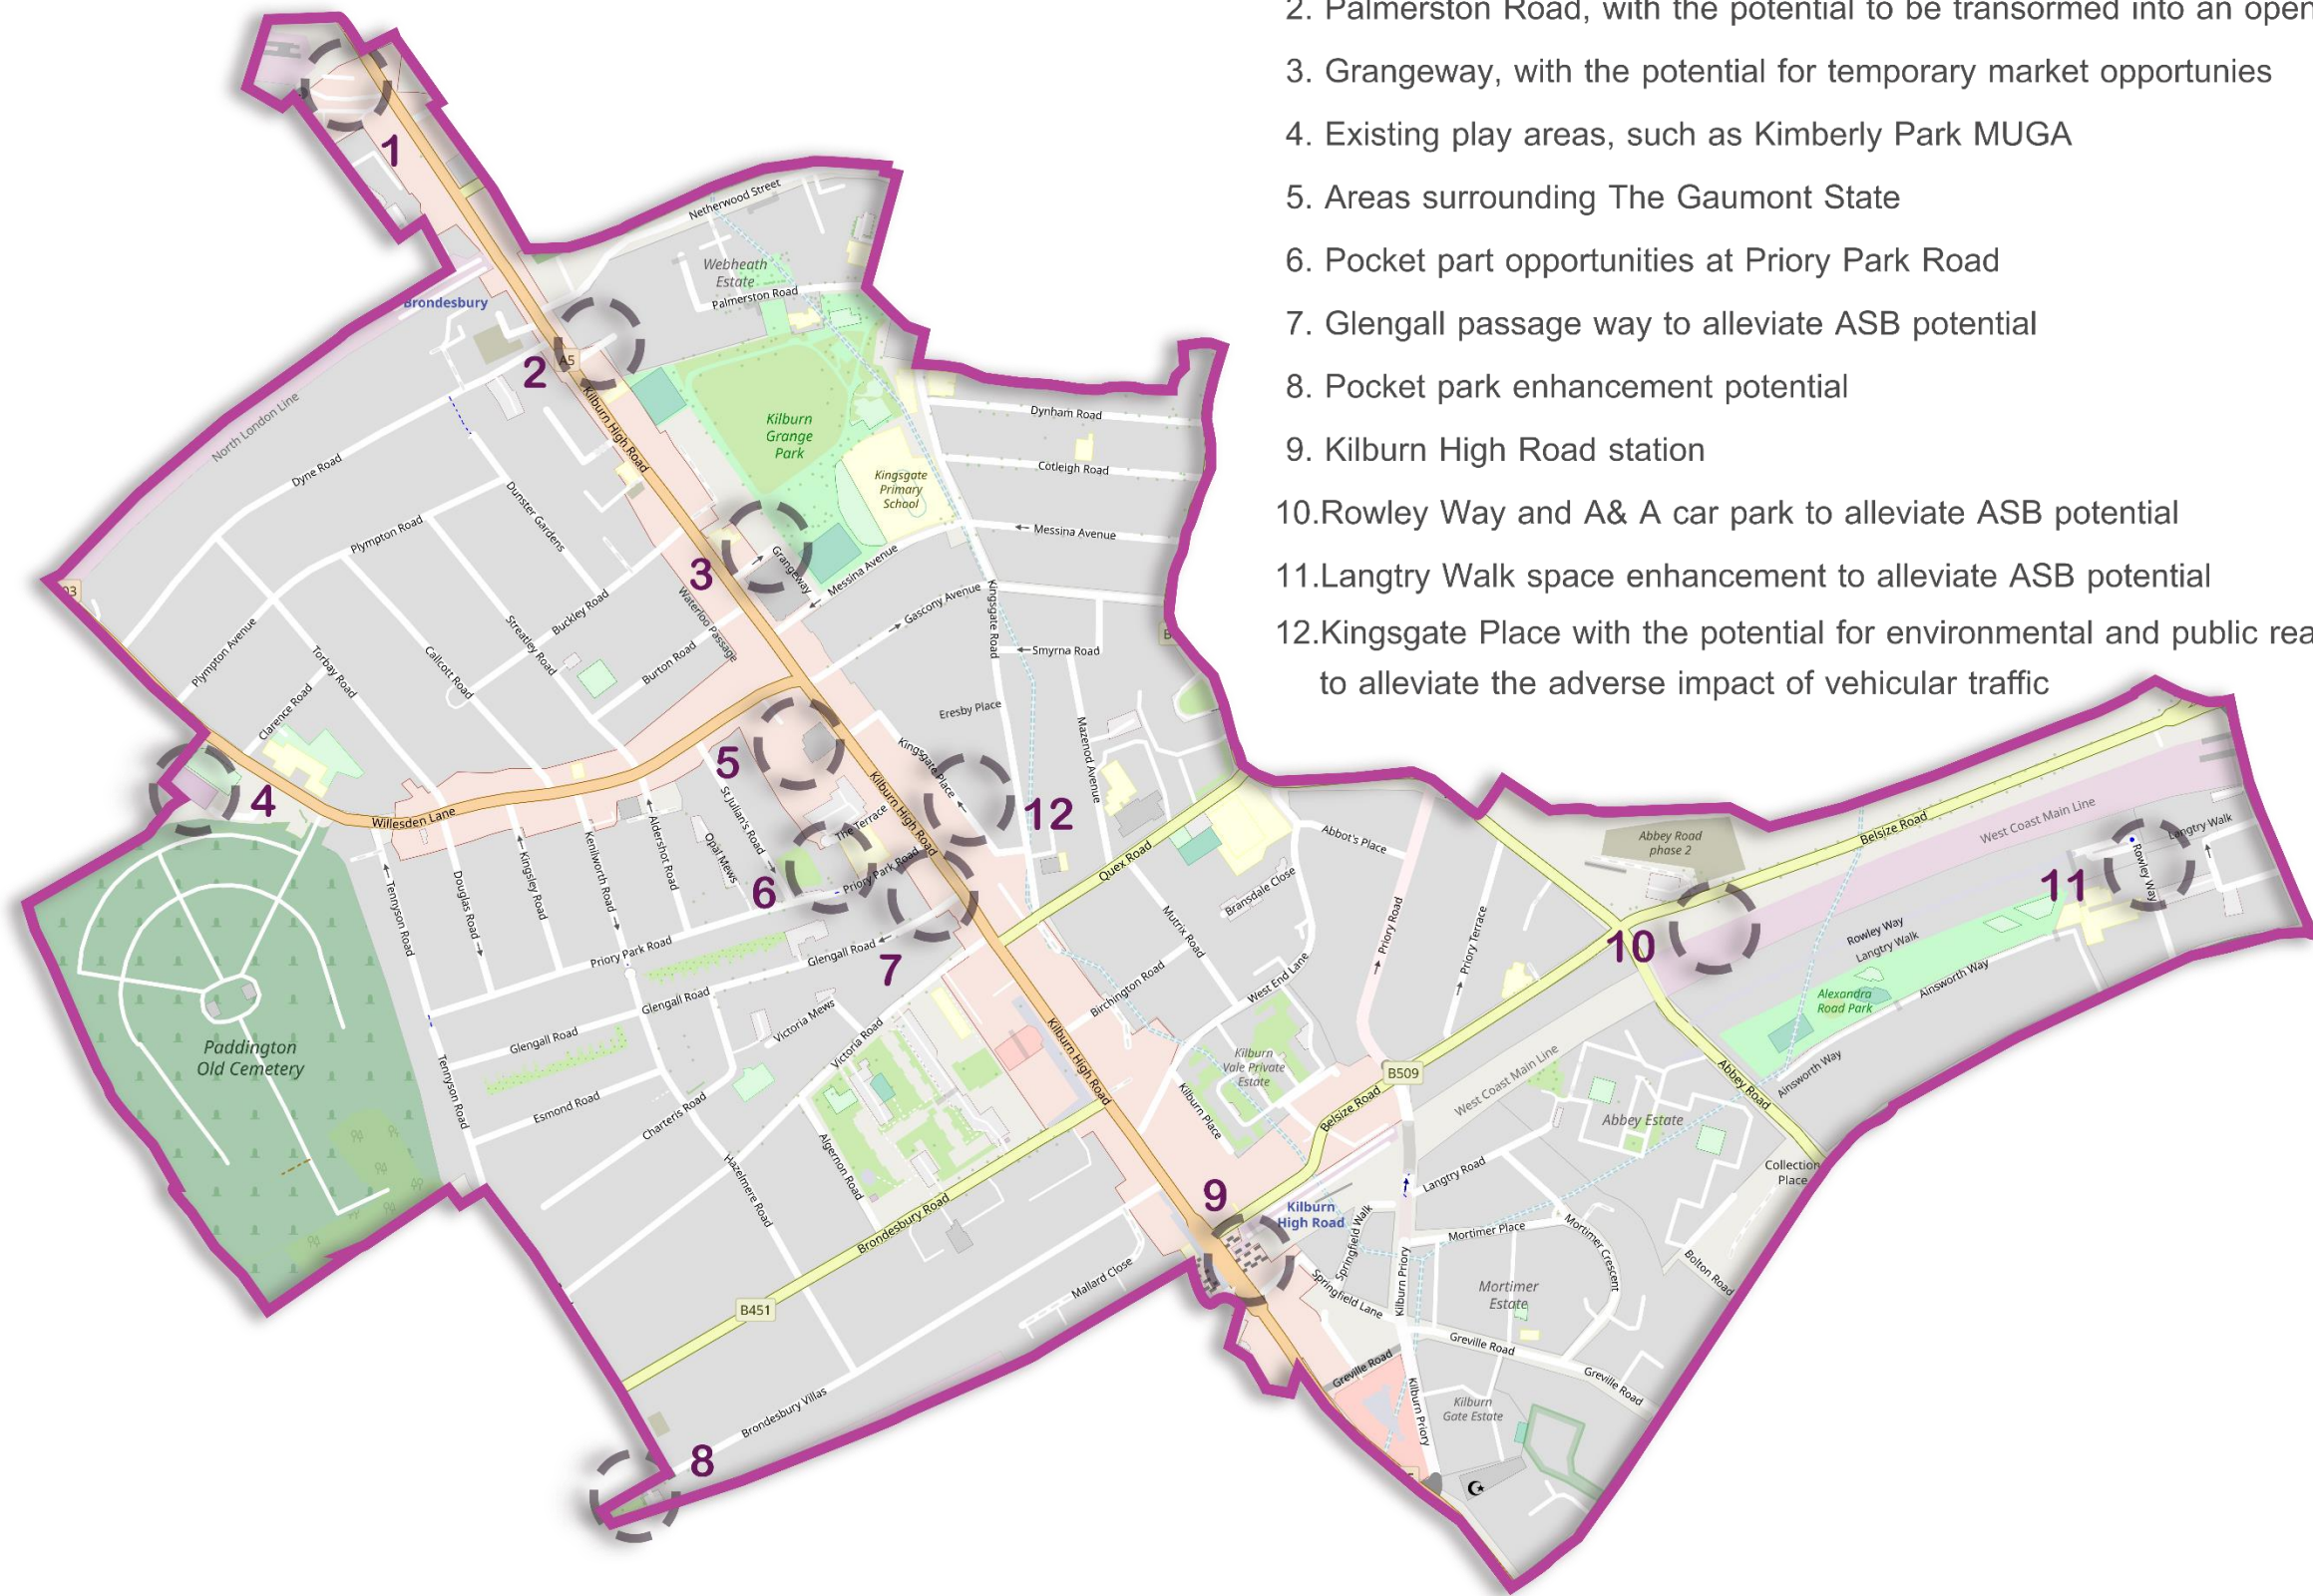 2. Palmerston Road, with the potential to be transormed into an open
3. Grangeway, with the potential for temporary market opportunies
4. Existing play areas, such as Kimberly Park MUGA
5. Areas surrounding The Gaumont State
6. Pocket part opportunities at Priory Park Road
7. Glengall passage way to alleviate ASB potential
8. Pocket park enhancement potential
9. Kilburn High Road station
10.Rowley Way and A& A car park to alleviate ASB potential
11.Langtry Walk space enhancement to alleviate ASB potential
12.Kingsgate Place with the potential for environmental and public
to alleviate the adverse impact of vehicular traffic
1
Netherwood Street
Webheath
Estate
Palmerston Road
Brondesbury
2
A5
Kilburn High Road
North London Line
Kilburn
Grange
Park
Kingsgate
Primary
School
Dynham Road
Cotleigh Road
Messina Avenue
Dyne Road
Dunster Gardens
Plympton Road
3
Grangeway
Messina Avenue
Gascony Avenue
Kingsgate Road
Smyrna Road
Waterloo Passage
Buckley Road
Streatley Road
Burton Road
Callcott Road
Torbay Road
Plympton Avenue
Clarence Road
Eresby Place
Mazenod Avenue
Kingsgate Place
12
5
4
Willesden Lane
St Julian's Road
The Terrace
Kilburn High Road
Opal Mews
Aldershot Road
Kenilworth Road
Kingsley Road
Douglas Road
Tennyson Road
6
Priory Park Road
7
Glengall Road
Priory Park Road
Quex Road
Abbot's Place
Bransdale Close
Mutrix Road
Priory Road
Priory Terrace
Abbey Road
phase 2
Belsize Road
West Coast Main Line
Langtry Walk
Rowley Way
11
10
Rowley Way
Langtry Walk
Ainsworth Way
Alexandra
Road Park
Ainsworth Way
Abbey Road
West End Lane
Birchington Road
Kilburn High Road
Victoria Mews
Victoria Road
Glengall Road
Glengall Road
Esmond Road
Charteris Road
Tennyson Road
Paddington
Old Cemetery
Hazelmere Road
Algernon Road
Brondesbury Road
B451
Mallard Close
Brondesbury Villas
8
Kilburn
Vale Private
Estate
Kilburn Place
B509
Belsize Road
West Coast Main Line
Abbey Estate
Collection
Place
Langtry Road
9
Kilburn
High Road
Springfield Walk
Springfield Lane
Kilburn Priory
Mortimer Place
Mortimer Crescent
Mortimer
Estate
Bolton Road
Greville Road
Greville Road
Greville Road
Kilburn Priory
Kilburn
Gate Estate